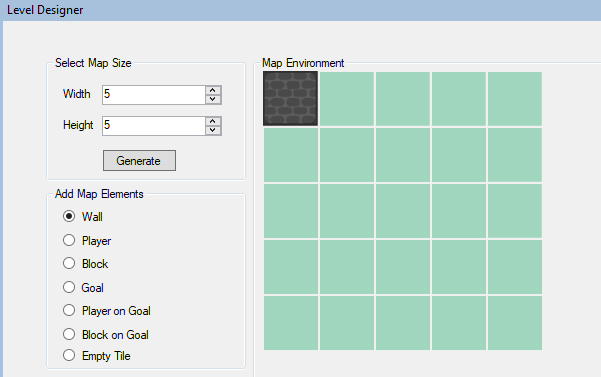 Level Designer
Select Map Size
Width 5
Height 5
Generate
Add Map Elements
Wall
Player
Block
Goal
Player on Goal
Block on Goal
Empty Tile
Map Environment